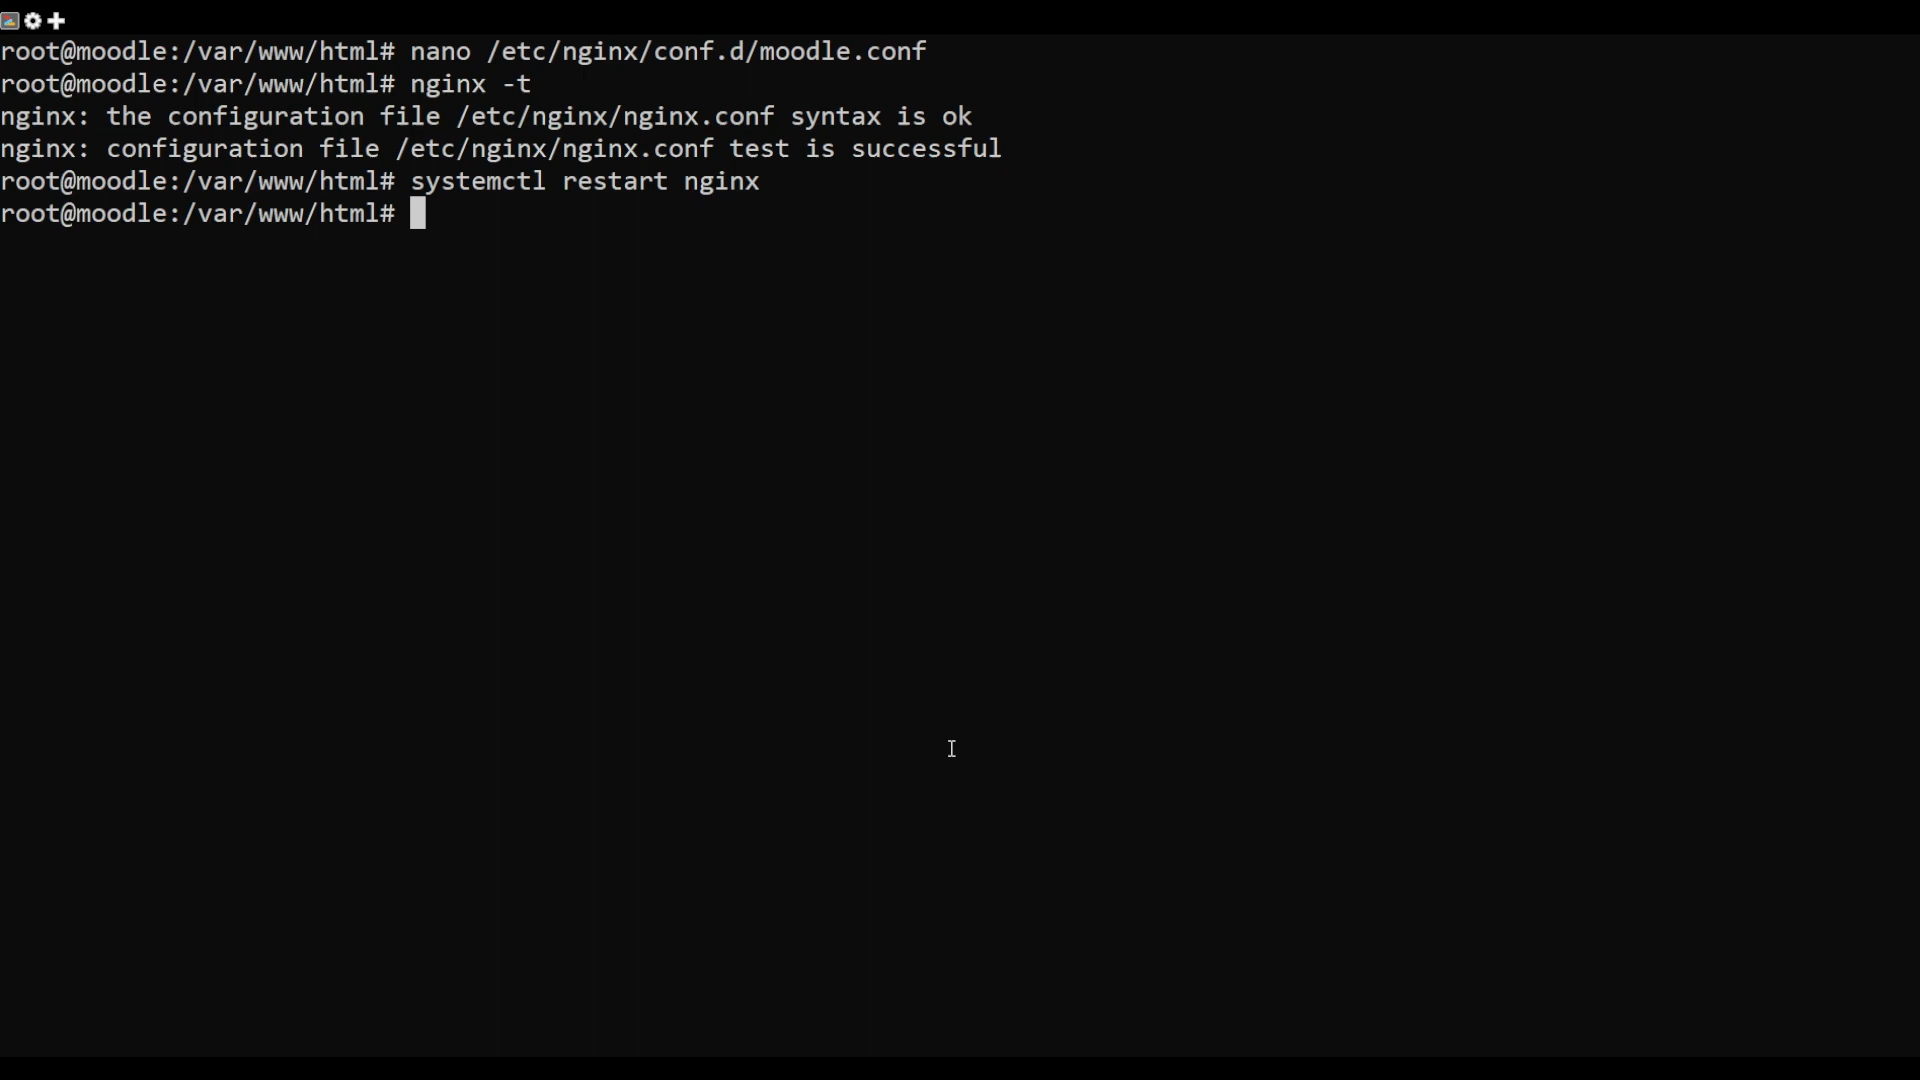 root@moodle:/var/www/html# nano /etc/nginx/conf.d/moodle.conf
root@moodle:/var/www/html# nginx -t
nginx: the configuration file /etc/nginx/nginx.conf syntax is ok
nginx: configuration file /etc/nginx/nginx.conf test is successful
root@moodle:/var/www/html# systemctl restart nginx
root@moodle:/var/www/html#